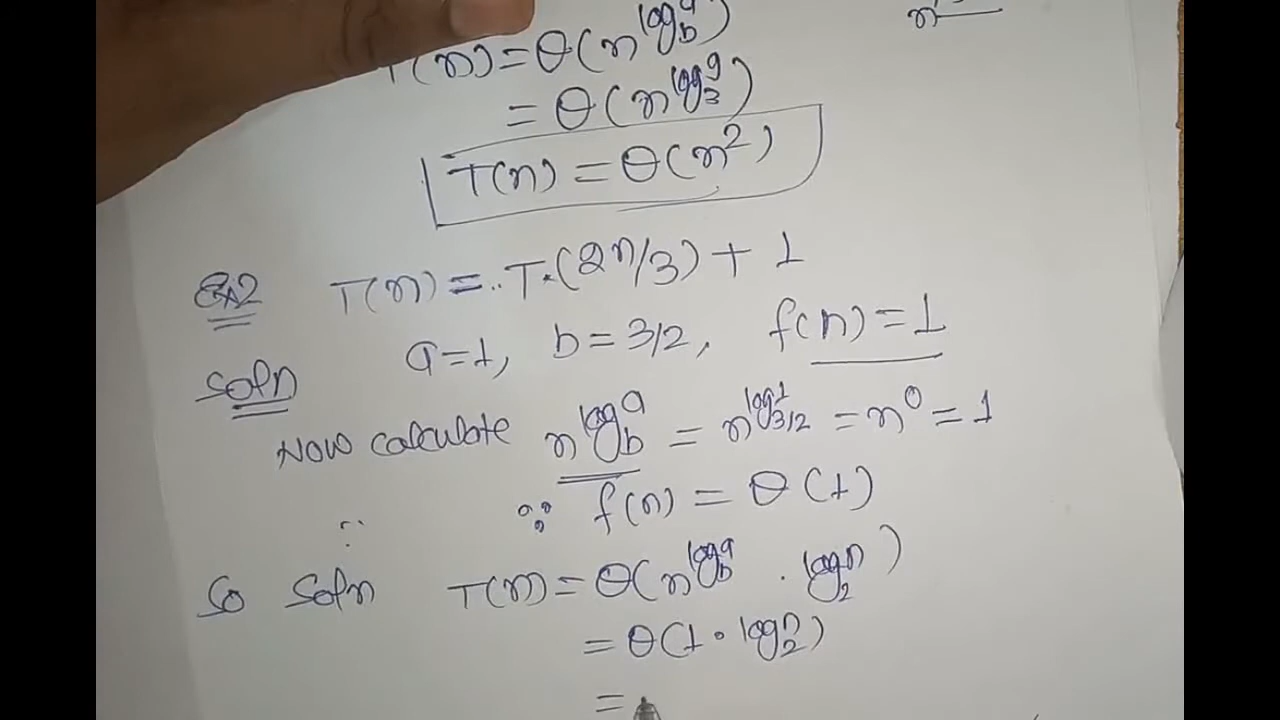 T(n) = θ(n^log_b a)
n
= θ(n^log_3 9)
T(n) = θ(n²)
Ex2 T(n) = T(2n/3) + 1
Soln a=1, b=3/2, f(n)=1
Now calculate n^log_b a = n^log_3/2 1 = n⁰ = 1
∵ f(n) = θ(1)
So Soln T(n) = θ(n^log_b a . log_2 n)
= θ(1 . log_2 n)
=